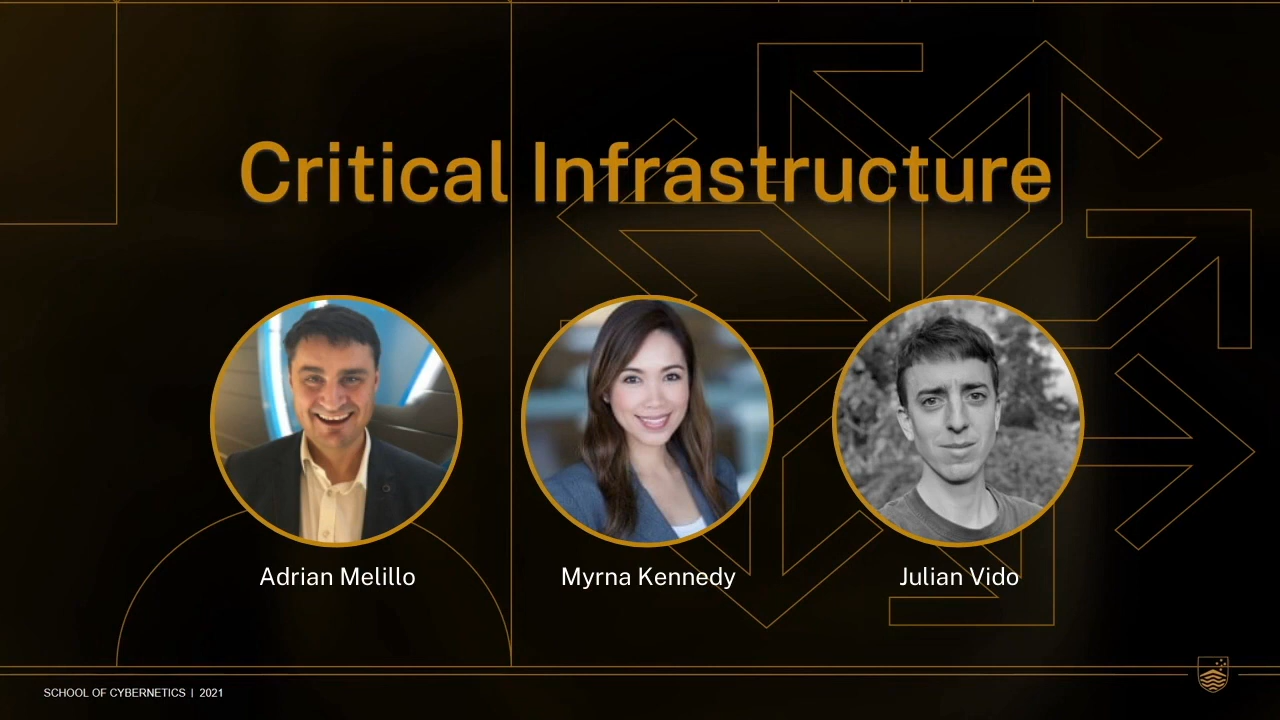 Critical Infrastructure
Adrian Melillo
Myrna Kennedy
Julian Vido
SCHOOL OF CYBERNETICS | 2021